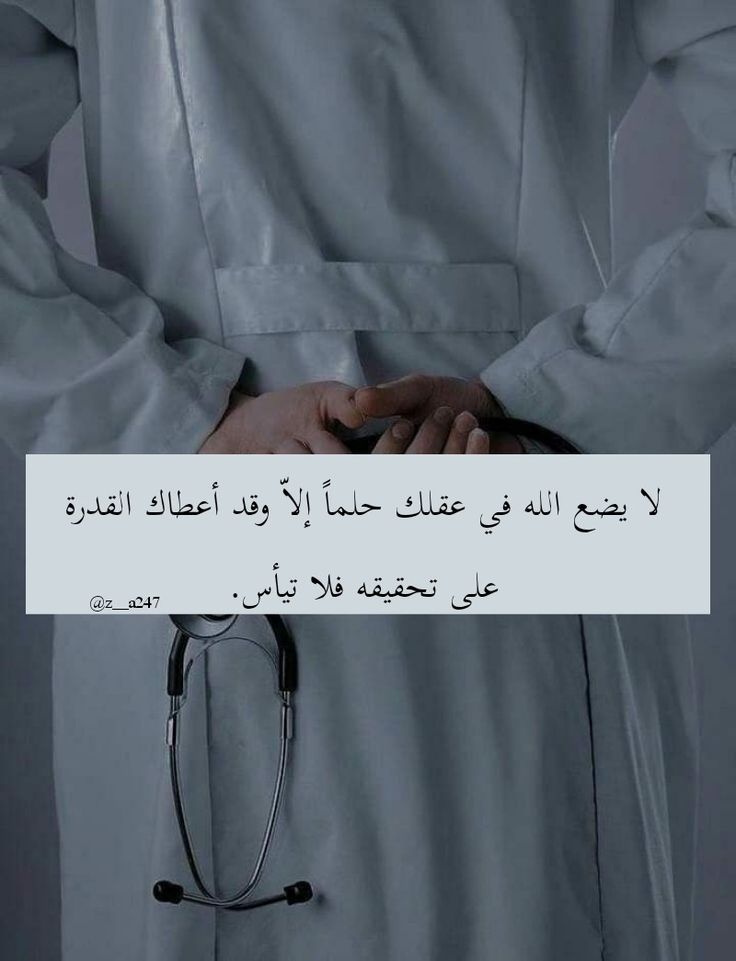 لا يضع الله في عقلك حلماً إلاّ وقد أعطاك القدرة
على تحقيقه فلا تيأس.
@z__a247